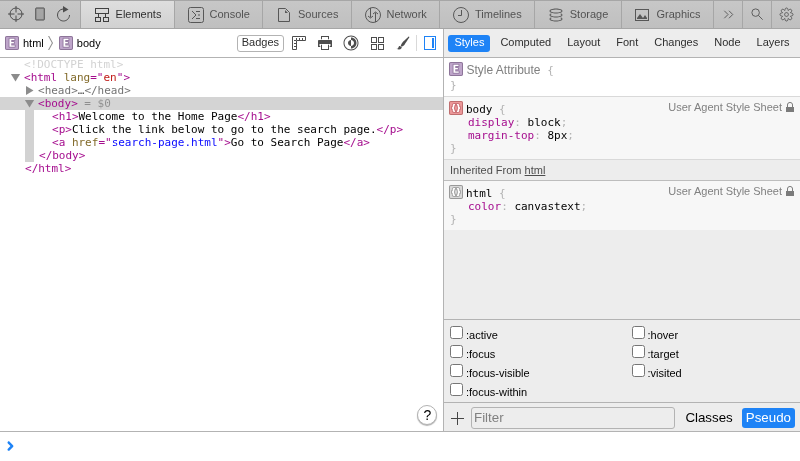 Elements Console Sources Network Timelines Storage Graphics
E html E body Badges
Styles Computed Layout Font Changes Node Layers
<!DOCTYPE html>
<html lang="en">
<head>…</head>
<body> = $0
<h1>Welcome to the Home Page</h1>
<p>Click the link below to go to the search page.</p>
<a href="search-page.html">Go to Search Page</a>
</body>
</html>
E Style Attribute {
}
body { User Agent Style Sheet
display: block;
margin-top: 8px;
}
Inherited From html
html { User Agent Style Sheet
color: canvastext;
}
:active :hover
:focus :target
:focus-visible :visited
:focus-within
? Filter Classes Pseudo